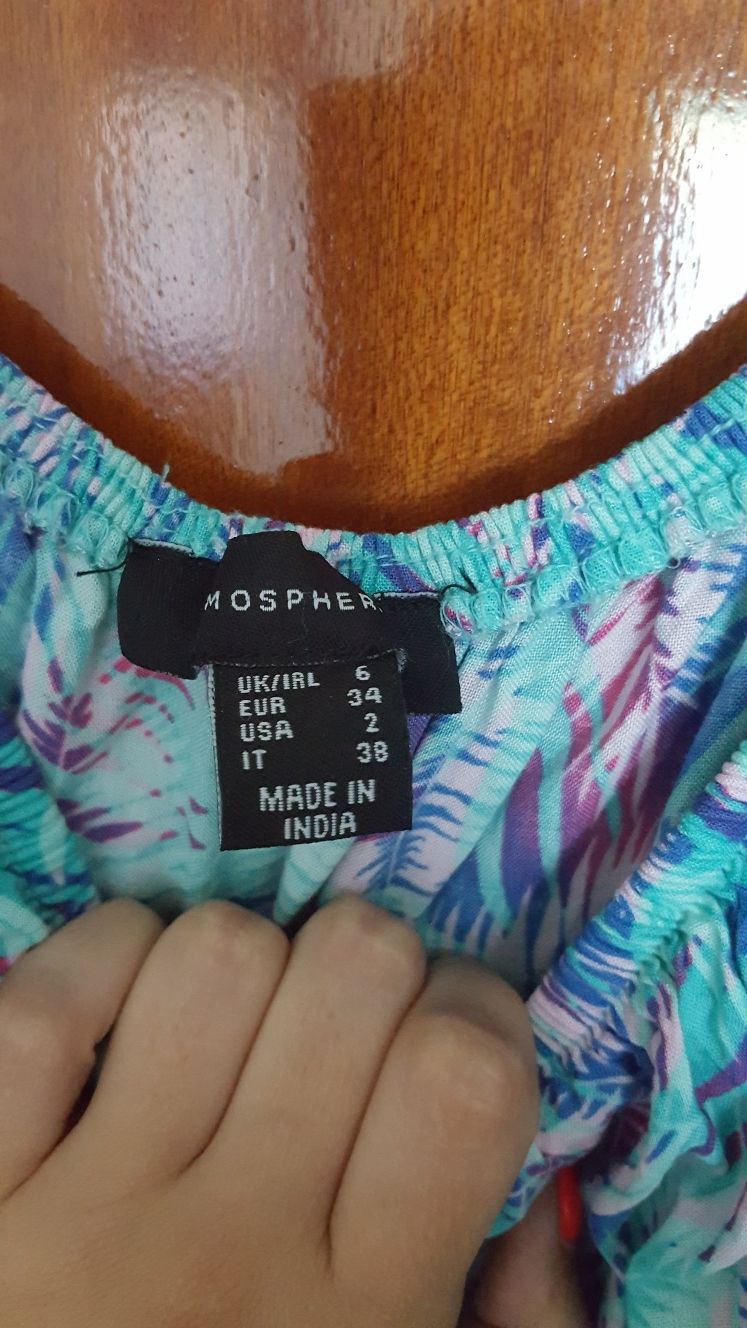 MOSPHER
UK/IRL 6
EUR 34
USA 2
IT 38
MADE IN
INDIA